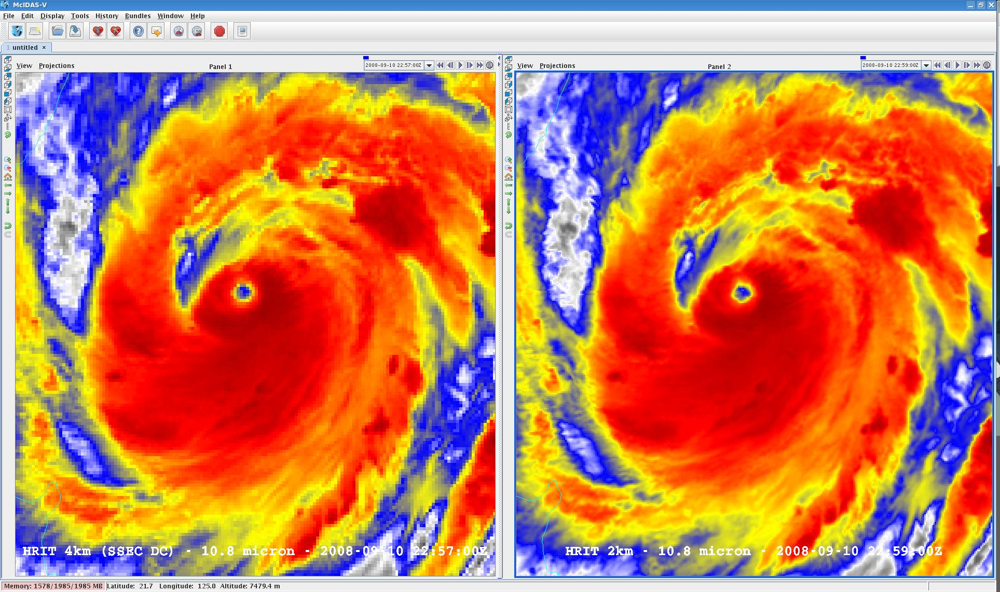 McIDAS-V
File Edit Display Tools History Bundles Window Help
1 untitled ×
View Projections Panel 1 2008-09-10 22:57:00Z
View Projections Panel 2 2008-09-10 22:59:00Z
HRIT 4km (SSEC DC) - 10.8 micron - 2008-09-10 22:57:00Z
HRIT 2km - 10.8 micron - 2008-09-10 22:59:00Z
Memory: 1578/1985/1985 MB Latitude: 21.7 Longitude: 125.0 Altitude: 7479.4 m